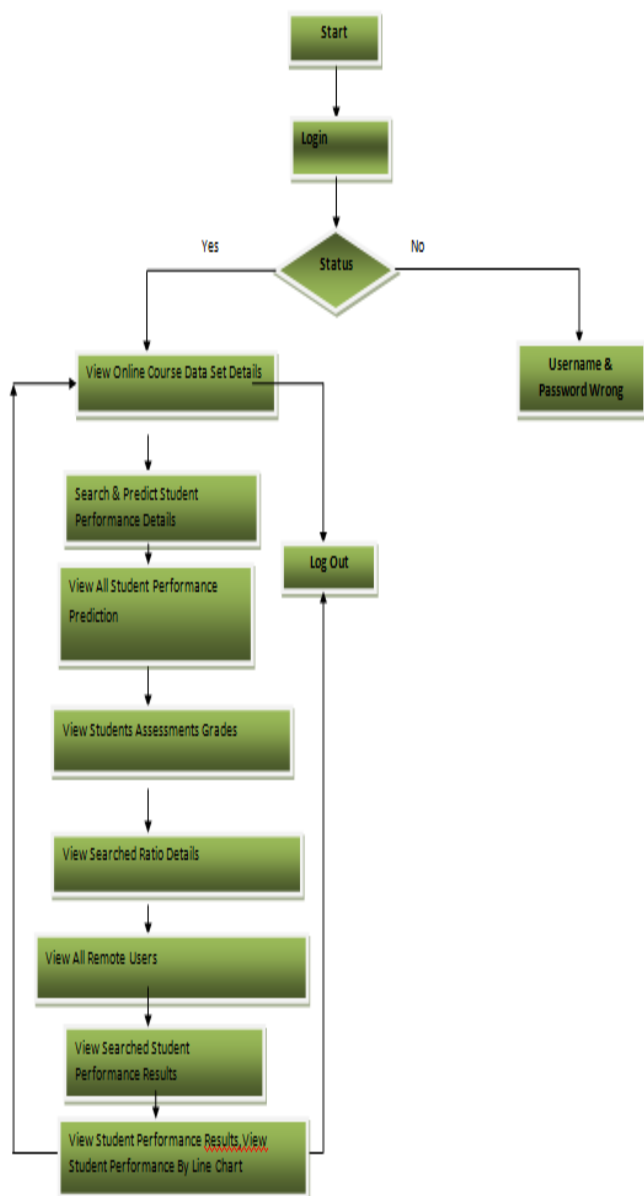 Start
Login
Status
Yes
No
View Online Course Data Set Details
Username &
Password Wrong
Search & Predict Student
Performance Details
Log Out
View All Student Performance
Prediction
View Students Assessments Grades
View Searched Ratio Details
View All Remote Users
View Searched Student
Performance Results
View Student Performance Results,View
Student Performance By Line Chart